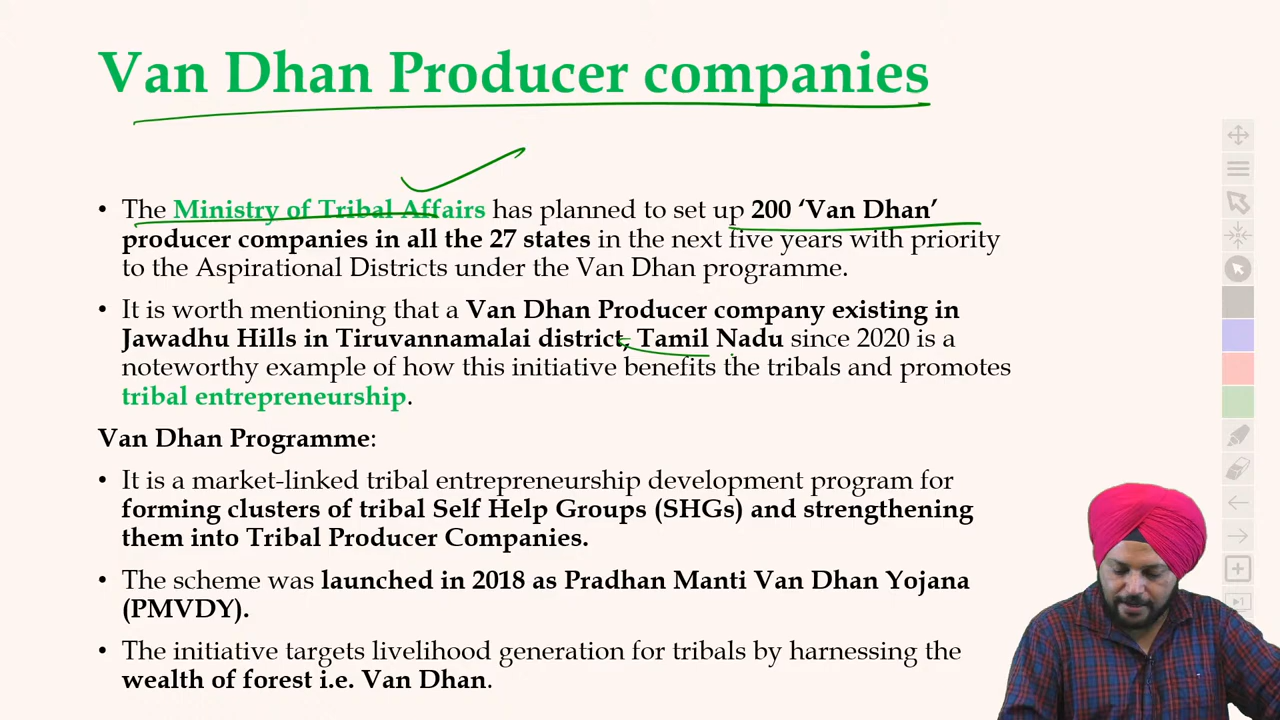 Van Dhan Producer companies
• The Ministry of Tribal Affairs has planned to set up 200 ‘Van Dhan’
producer companies in all the 27 states in the next five years with priority
to the Aspirational Districts under the Van Dhan programme.
• It is worth mentioning that a Van Dhan Producer company existing in
Jawadhu Hills in Tiruvannamalai district, Tamil Nadu since 2020 is a
noteworthy example of how this initiative benefits the tribals and promotes
tribal entrepreneurship.
Van Dhan Programme:
• It is a market-linked tribal entrepreneurship development program for
forming clusters of tribal Self Help Groups (SHGs) and strengthening
them into Tribal Producer Companies.
• The scheme was launched in 2018 as Pradhan Manti Van Dhan Yojana
(PMVDY).
• The initiative targets livelihood generation for tribals by harnessing the
wealth of forest i.e. Van Dhan.